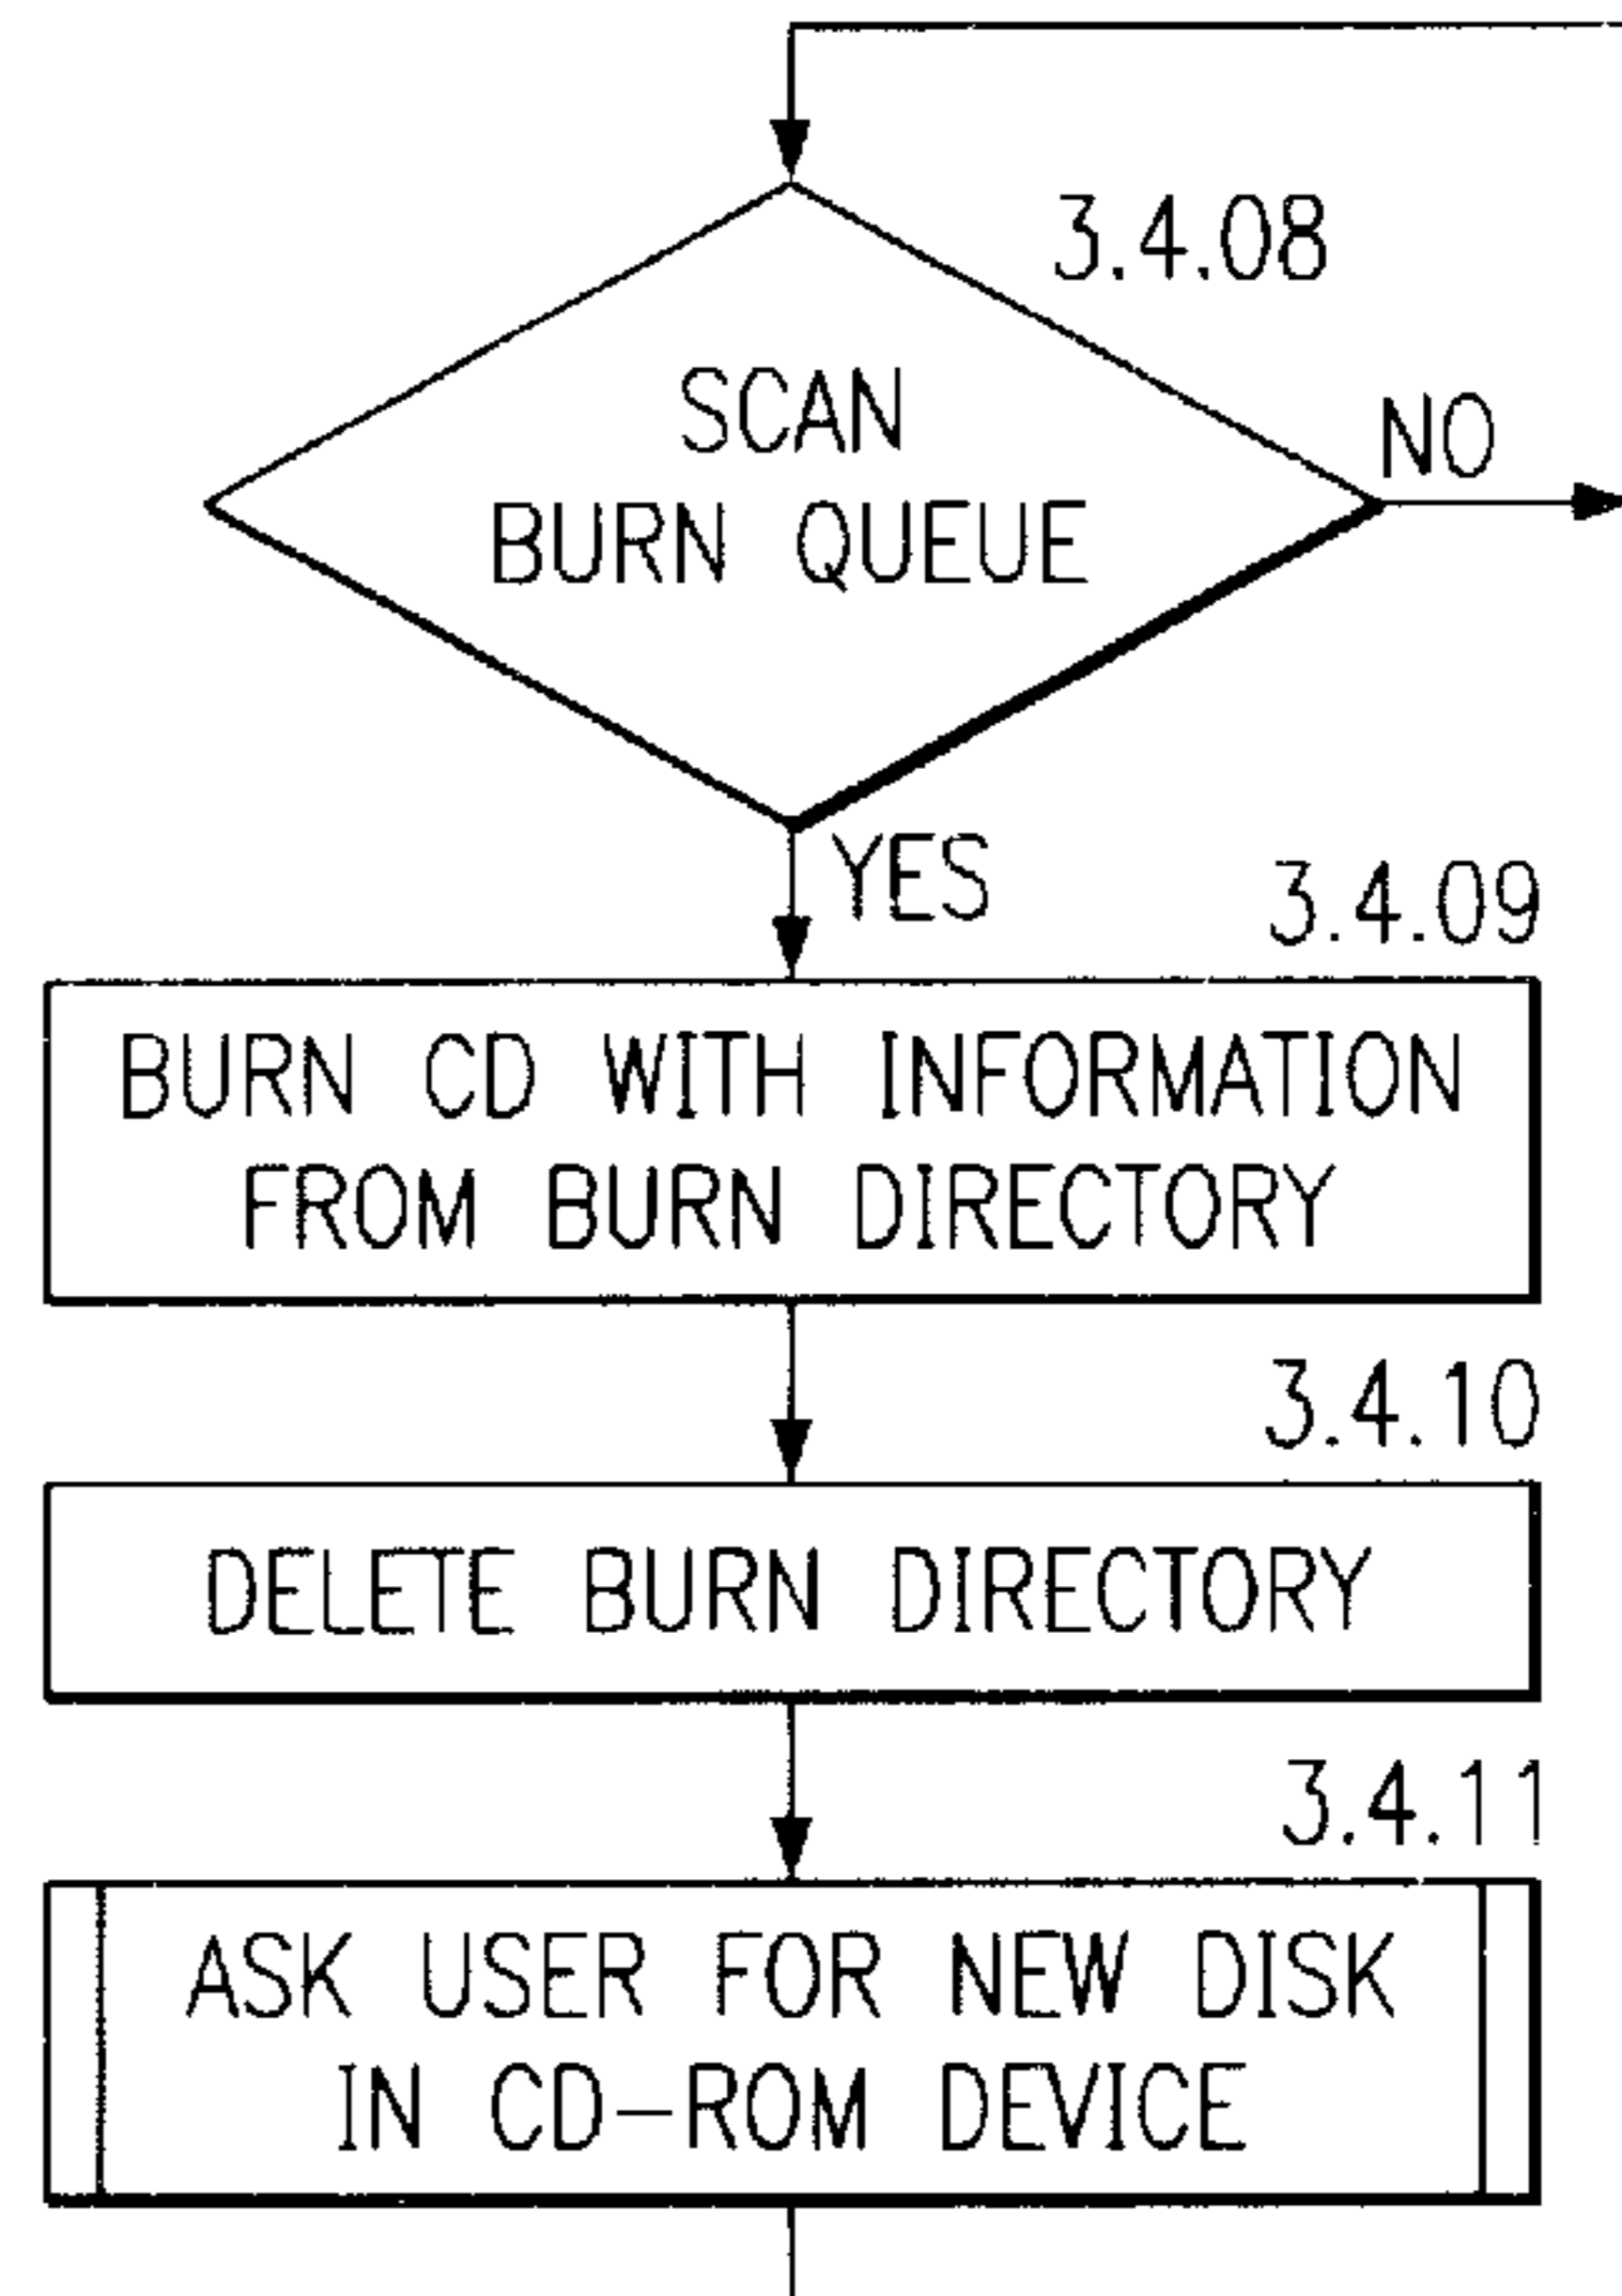 3.4.08
SCAN
BURN QUEUE
NO
YES
3.4.09
BURN CD WITH INFORMATION
FROM BURN DIRECTORY
3.4.10
DELETE BURN DIRECTORY
3.4.11
ASK USER FOR NEW DISK
IN CD-ROM DEVICE